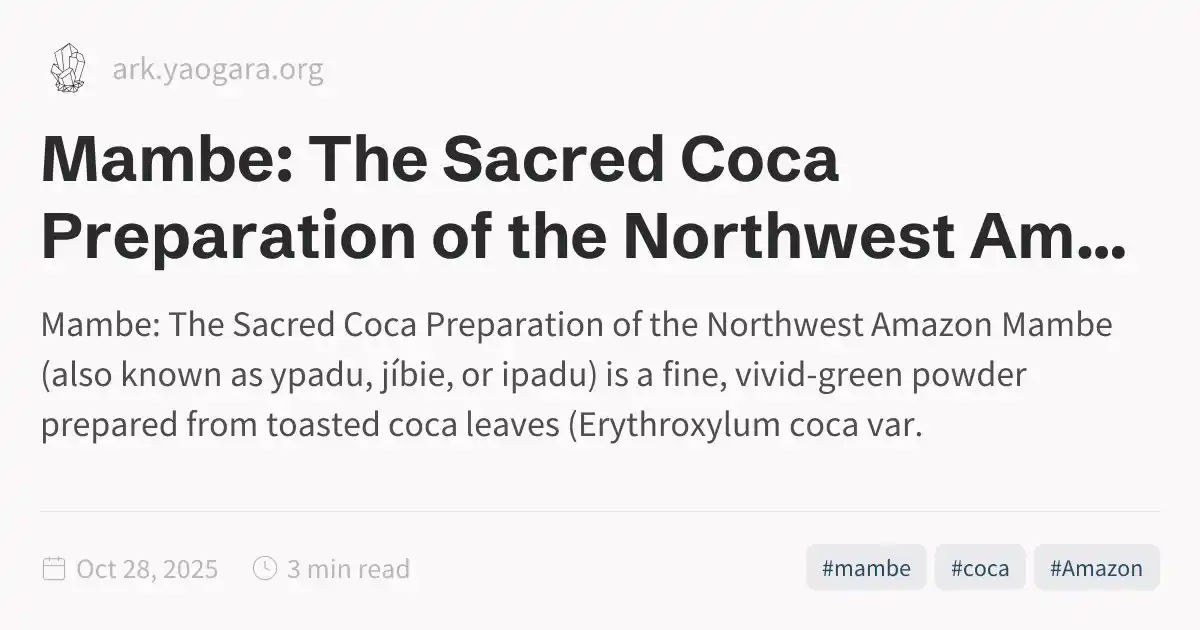 ark.yaogara.org
Mambe: The Sacred Coca
Preparation of the Northwest Am...
Mambe: The Sacred Coca Preparation of the Northwest Amazon Mambe
(also known as ypadu, jíbie, or ipadu) is a fine, vivid-green powder
prepared from toasted coca leaves (Erythroxylum coca var.
Oct 28, 2025
3 min read
#mambe
#coca
#Amazon